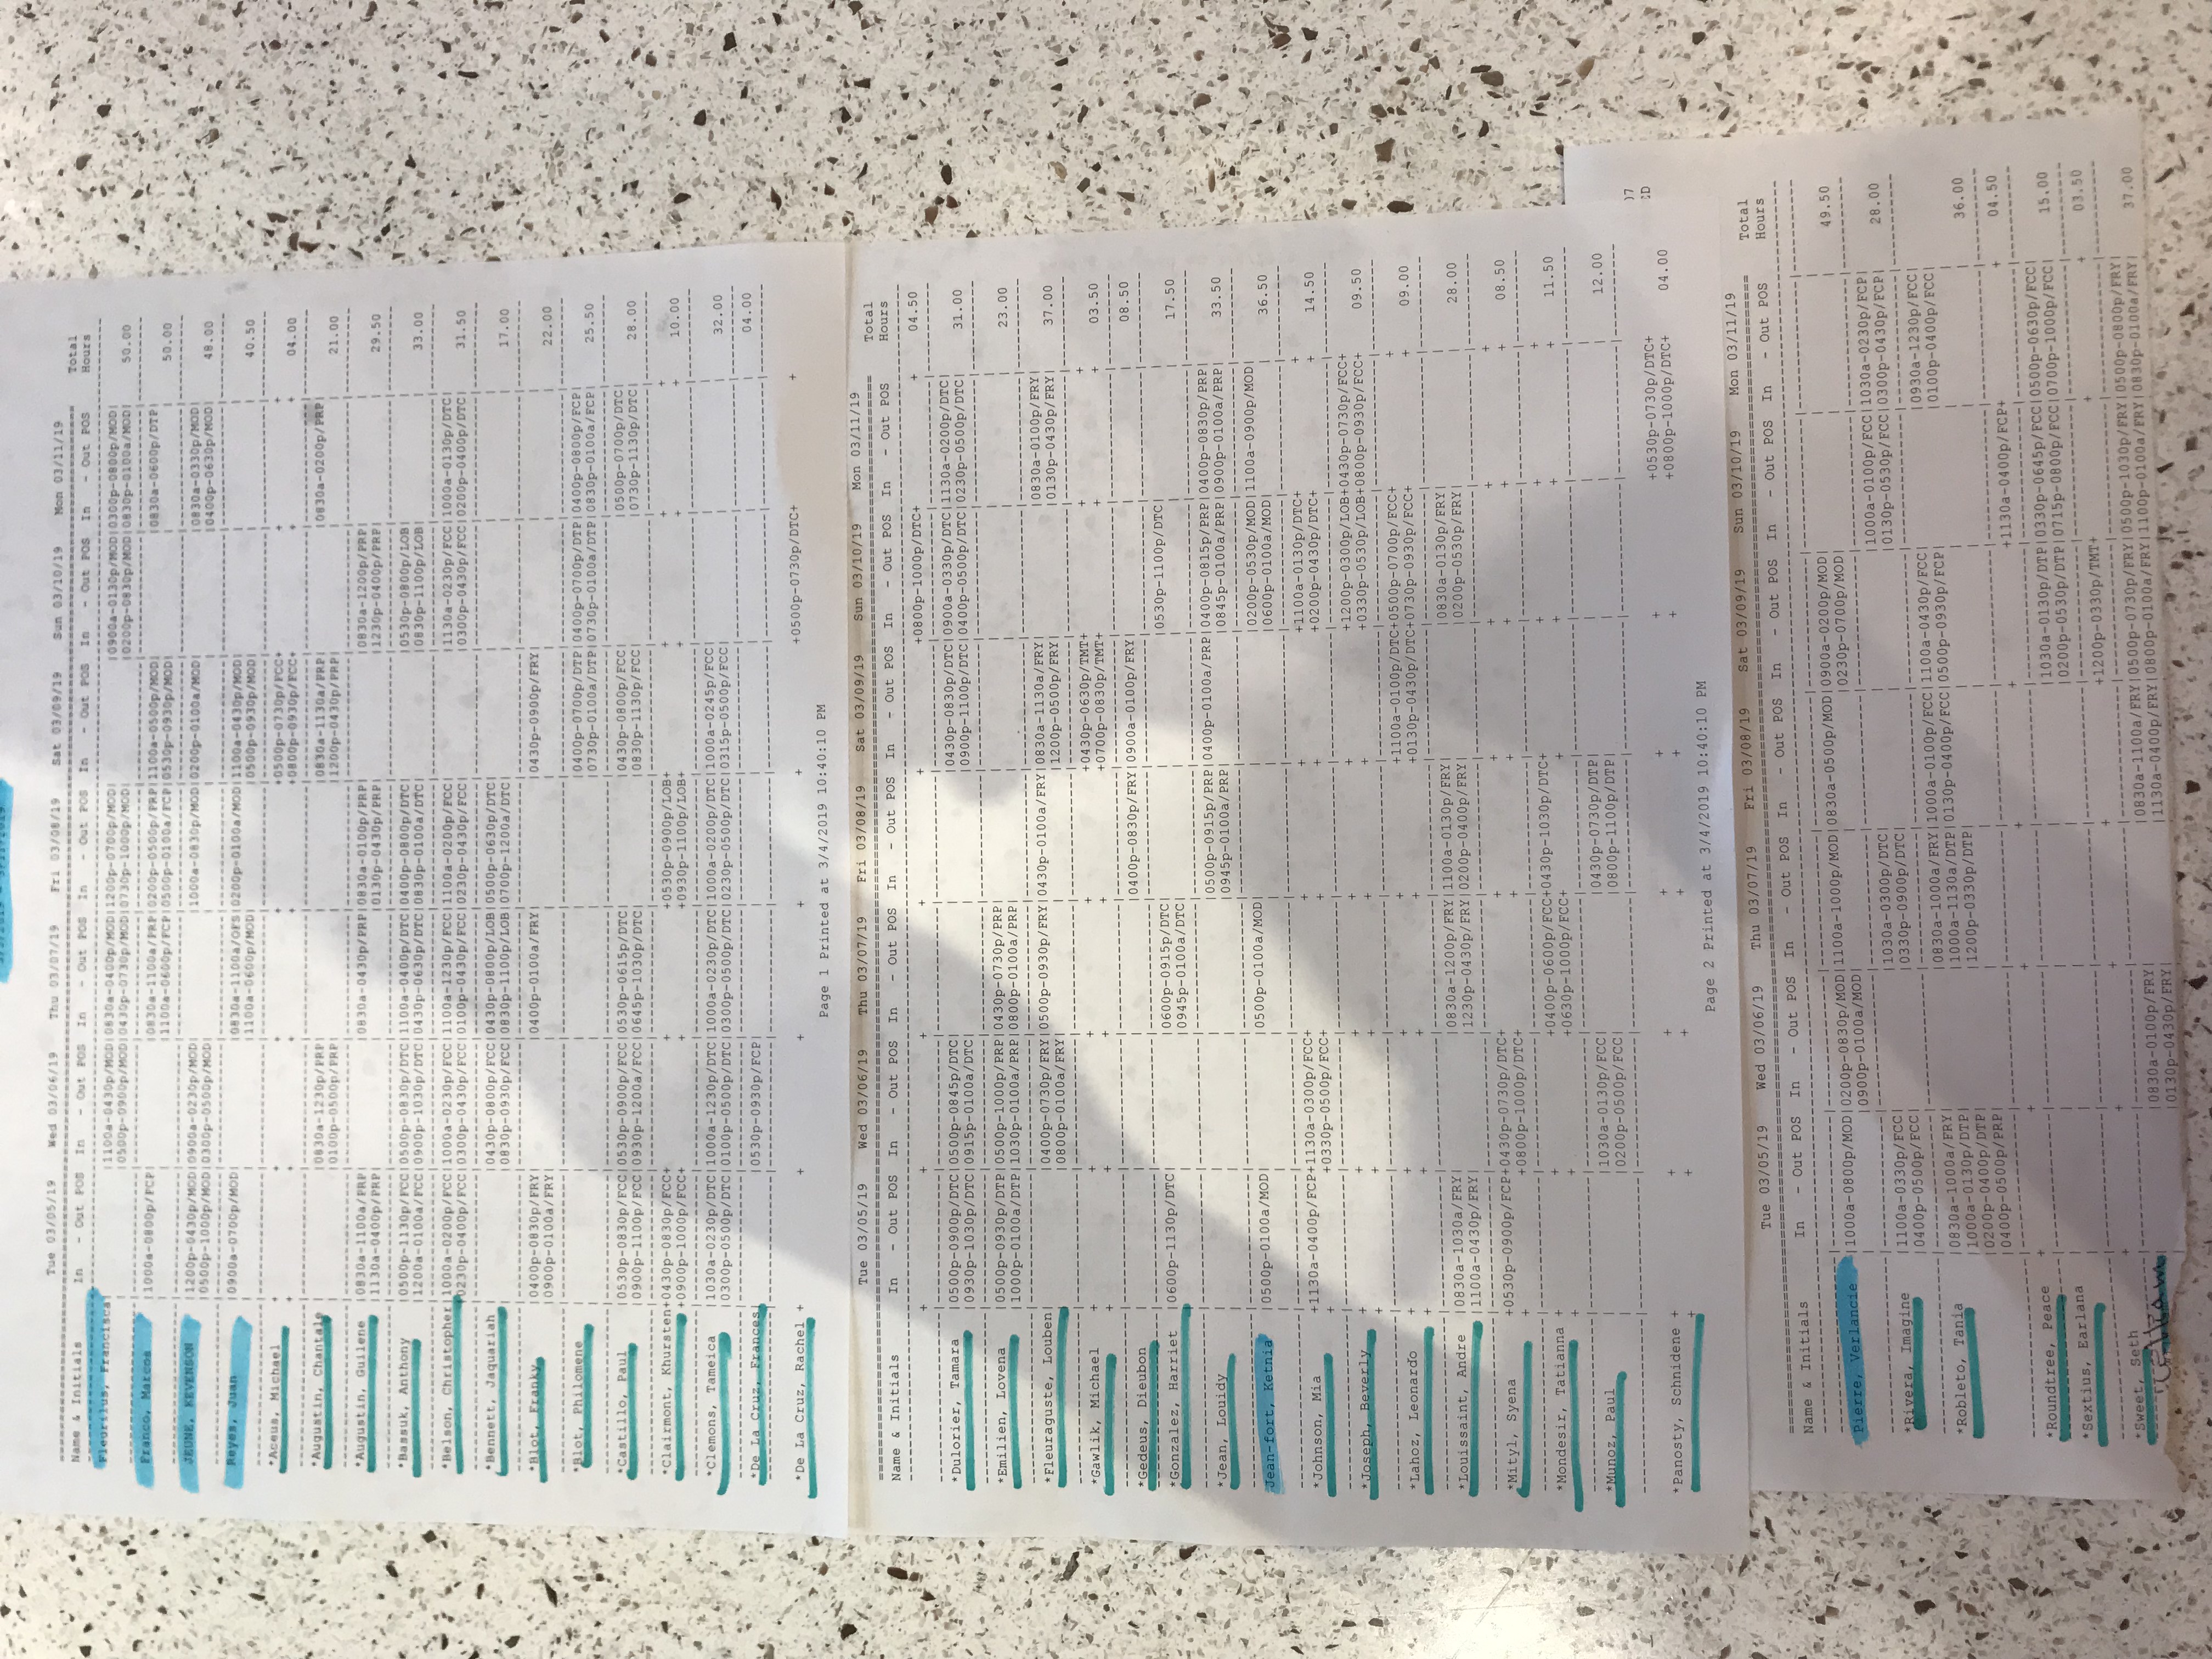 Tue 03/05/19 Wed 03/06/19 Thu 03/07/19 Fri 03/08/19 Sat 03/09/19 Sun 03/10/19 Mon 03/11/19
Name & Initials In - Out POS In - Out POS In - Out POS In - Out POS In - Out POS In - Out POS In - Out POS Total Hours
Fleurilus, Francisca| |1100a-0430p/MOD|0830a-0400p/MOD|1200p-0700p/MOD| |0900a-0130p/MOD|0300p-0800p/MOD|
|0500p-0900p/MOD|0430p-0730p/MOD|0730p-1000p/MOD| |0200p-0830p/MOD|0830p-0100a/MOD| 50.00
Franco, Marcos |1000a-0800p/FCP| |0830a-1100a/PRP|0200p-0500p/PRP|1100a-0500p/MOD| |0830a-0600p/DTP|
|1100a-0600p/FCP|0500p-0100a/FCP|0530p-0930p/MOD| 50.00
JEUNE, KEVENSON |1200p-0430p/MOD|0900a-0230p/MOD| |1000a-0830p/MOD|0200p-0100a/MOD| |0830a-0330p/MOD|
|0500p-1000p/MOD|0300p-0500p/MOD| |0400p-0630p/MOD| 48.00
Reyes, Juan |0900a-0700p/MOD| |0830a-1100a/OFS|0200p-0100a/MOD|1100a-0430p/MOD|
|1100a-0600p/MOD| |0500p-0930p/MOD| 40.50
*Aceus, Michael + + + + +0500p-0730p/FCC+ + +
+ + + + +0800p-0930p/FCC+ + + 04.00
*Augustin, Chantale | |0830a-1230p/PRP| |0830a-1130a/PRP| |0830a-0200p/PRP|
|0100p-0500p/PRP| |1200p-0430p/PRP| 21.00
*Augustin, Guilene |0830a-1100a/PRP| |0830a-0430p/PRP|0830a-0100p/PRP| |0830a-1200p/PRP|
|1130a-0400p/PRP| |0130p-0430p/PRP| |1230p-0400p/PRP| 29.50
*Bassuk, Anthony |0500p-1130p/FCC|0500p-0830p/DTC|1100a-0400p/DTC|0400p-0800p/DTC| |0530p-0800p/LOB|
|1200a-0100a/FCC|0900p-1030p/DTC|0430p-0630p/DTC|0830p-0100a/DTC| |0830p-1100p/LOB| 33.00
*Belson, Christopher|1000a-0200p/FCC|1000a-0230p/FCC|1100a-1230p/FCC|1100a-0200p/FCC| |1130a-0230p/FCC|1000a-0130p/DTC|
|0230p-0400p/FCC|0300p-0430p/FCC|0100p-0430p/FCC|0230p-0430p/FCC| |0300p-0430p/FCC|0200p-0400p/DTC| 31.50
*Bennett, Jaquariah | |0430p-0800p/FCC|0430p-0800p/LOB|0500p-0630p/DTC|
|0830p-0930p/FCC|0830p-1100p/LOB|0700p-1200a/DTC| 17.00
*Blot, Franky |0400p-0830p/FRY| |0400p-0100a/FRY| |0430p-0900p/FRY|
|0900p-0100a/FRY| 22.00
*Blot, Philomene | |0400p-0700p/DTP|0400p-0700p/DTP|0400p-0800p/FCP|
|0730p-0100a/DTP|0730p-0100a/DTP|0830p-0100a/FCP| 25.50
*Castillo, Paul |0530p-0830p/FCC|0530p-0900p/FCC|0530p-0615p/DTC| |0430p-0800p/FCC| |0500p-0700p/DTC|
|0900p-1100p/FCC|0930p-1200a/FCC|0645p-1030p/DTC| |0830p-1130p/FCC| |0730p-1130p/DTC| 28.00
*Clairmont, Khursten+0430p-0830p/FCC+ + +0530p-0900p/LOB+ + + +
+0900p-1000p/FCC+ + +0930p-1100p/LOB+ + + + 10.00
*Clemons, Tameica |1030a-0230p/DTC|1000a-1230p/DTC|1000a-0230p/DTC|1000a-0200p/DTC|1000a-0245p/FCC|
|0300p-0500p/DTC|0100p-0500p/DTC|0300p-0500p/DTC|0230p-0500p/DTC|0315p-0500p/FCC| 32.00
*De La Cruz, Frances| |0530p-0930p/FCP| 04.00
*De La Cruz, Rachel + + + + + +0500p-0730p/DTC+ +
Page 1 Printed at 3/4/2019 10:40:10 PM
Tue 03/05/19 Wed 03/06/19 Thu 03/07/19 Fri 03/08/19 Sat 03/09/19 Sun 03/10/19 Mon 03/11/19
Name & Initials In - Out POS In - Out POS In - Out POS In - Out POS In - Out POS In - Out POS In - Out POS Total Hours
+ + + + + +0800p-1000p/DTC+ + 04.50
*Dulorier, Tamara |0500p-0900p/DTC|0500p-0845p/DTC| |0430p-0830p/DTC|0900a-0330p/DTC|1130a-0200p/DTC|
|0930p-1030p/DTC|0915p-0100a/DTC| |0900p-1100p/DTC|0400p-0500p/DTC|0230p-0500p/DTC| 31.00
*Emilien, Lovena |0500p-0930p/DTP|0500p-1000p/PRP|0430p-0730p/PRP|
|1000p-0100a/DTP|1030p-0100a/PRP|0800p-0100a/PRP| 23.00
*Fleuraguste, Louben| |0400p-0730p/FRY|0500p-0930p/FRY|0430p-0100a/FRY|0830a-1130a/FRY| |0830a-0100p/FRY|
|0800p-0100a/FRY| |1200p-0500p/FRY| |0130p-0430p/FRY| 37.00
*Gawlik, Michael + + + + +0430p-0630p/TMT+ + +
+ + + + +0700p-0830p/TMT+ + + 03.50
*Gedeus, Dieubon |0400p-0830p/FRY|0900a-0100p/FRY| 08.50
*Gonzalez, Harriet |0600p-1130p/DTC| |0600p-0915p/DTC| |0530p-1100p/DTC|
|0945p-0100a/DTC| 17.50
*Jean, Louidy |0500p-0915p/PRP|0400p-0100a/PRP|0400p-0815p/PRP|0400p-0830p/PRP|
|0945p-0100a/PRP| |0845p-0100a/PRP|0900p-0100a/PRP| 33.50
Jean-fort, Ketnia |0500p-0100a/MOD| |0500p-0100a/MOD| |0200p-0530p/MOD|1100a-0900p/MOD|
|0600p-0100a/MOD| 36.50
*Johnson, Mia +1130a-0400p/FCP+1130a-0300p/FCC+ + + +1100a-0130p/DTC+ +
+ +0330p-0500p/FCC+ + + +0200p-0430p/DTC+ + 14.50
*Joseph, Beverly + + + + + +1200p-0300p/LOB+0430p-0730p/FCC+
+ + + + + +0330p-0530p/LOB+0800p-0930p/FCC+ 09.50
*Lahoz, Leonardo + + + + +1100a-0100p/DTC+0500p-0700p/FCC+ +
+ + + + +0130p-0430p/DTC+0730p-0930p/FCC+ + 09.00
*Louissaint, Andre |0830a-1030a/FRY| |0830a-1200p/FRY|1100a-0130p/FRY| |0830a-0130p/FRY|
|1100a-0430p/FRY| |1230p-0430p/FRY|0200p-0400p/FRY| |0200p-0530p/FRY| 28.00
*Mityl, Syena +0530p-0900p/FCP+0430p-0730p/DTC+ + + + + +
+ +0800p-1000p/DTC+ + + + + + 08.50
*Mondesir, Tatianna + + +0400p-0600p/FCC+0430p-1030p/DTC+ + + +
+ + +0630p-1000p/FCC+ + + + + 11.50
*Munoz, Paul |1030a-0130p/FCC| |0430p-0730p/DTP|
|0200p-0500p/FCC| |0800p-1100p/DTP| 12.00
*Panosty, Schnidene + + + + + + +0530p-0730p/DTC+
+ + + + + + +0800p-1000p/DTC+ 04.00
Page 2 Printed at 3/4/2019 10:40:10 PM
Tue 03/05/19 Wed 03/06/19 Thu 03/07/19 Fri 03/08/19 Sat 03/09/19 Sun 03/10/19 Mon 03/11/19
Name & Initials In - Out POS In - Out POS In - Out POS In - Out POS In - Out POS In - Out POS In - Out POS Total Hours
Pierre, Verlancie |1000a-0800p/MOD|0200p-0830p/MOD|1100a-1000p/MOD|0830a-0500p/MOD|0900a-0200p/MOD| 49.50
|0900p-0100a/MOD| |0230p-0700p/MOD|
*Rivera, Imagine |1100a-0330p/FCC| |1030a-0300p/DTC| |1000a-0100p/FCC|1030a-0230p/FCP| 28.00
|0400p-0500p/FCC| |0330p-0900p/DTC| |0130p-0530p/FCC|0300p-0430p/FCP|
*Robleto, Tania |0830a-1000a/FRY| |0830a-1000a/FRY|1000a-0100p/FCC|1100a-0430p/FCC| |0930a-1230p/FCC|
|1000a-0130p/DTP| |1000a-1130a/DTP|0130p-0400p/FCC|0500p-0930p/FCP| |0100p-0400p/FCC|
|0200p-0400p/DTP| |1200p-0330p/DTP| 36.00
|0400p-0500p/PRP|
*Roundtree, Peace + + + + + +1130a-0400p/FCP+ + 04.50
*Sextius, Earlana |1030a-0130p/DTP|0330p-0645p/FCC|0500p-0630p/FCC| 15.00
|0200p-0530p/DTP|0715p-0800p/FCC|0700p-1000p/FCC|
*Sweet, Seth + + + + +1200p-0330p/TMT+ + + 03.50
|0830a-0100p/FRY| |0830a-1100a/FRY|0500p-0730p/FRY|0500p-1030p/FRY|0500p-0800p/FRY| 37.00
|0130p-0430p/FRY| |1130a-0400p/FRY|0800p-0100a/FRY|1100p-0100a/FRY|0830p-0100a/FRY|